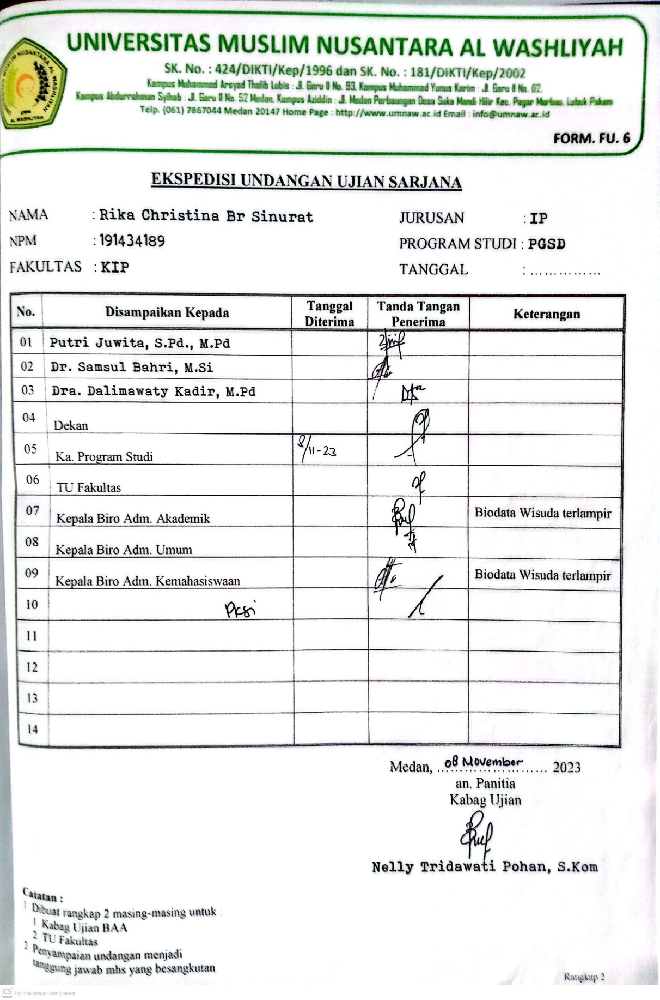 UNIVERSITAS MUSLIM NUSANTARA AL WASHLIYAH
SK. No. : 424/DIKTI/Kep/1996 dan SK. No. : 181/DIKTI/Kep/2002
Kampus Muhammad Arsyad Thalib Lubis : Jl. Garu II No. 93, Kampus Muhammad Yunus Karim : Jl. Garu II No. 02,
Kampus Abdurrahman Syihab : Jl. Garu II No. 52 Medan, Kampus Aziddin : Jl. Medan Perbaungan Desa Suka Mandi Hilir Kec. Pagar Merbau, Lubuk Pakam
Telp. (061) 7867044 Medan 20147 Home Page : http://www.umnaw.ac.id Email : info@umnaw.ac.id
FORM. FU. 6
EKSPEDISI UNDANGAN UJIAN SARJANA
NAMA : Rika Christina Br Sinurat JURUSAN : IP
NPM : 191434189 PROGRAM STUDI : PGSD
FAKULTAS : KIP TANGGAL : ...............
No. Disampaikan Kepada Tanggal Diterima Tanda Tangan Penerima Keterangan
01 Putri Juwita, S.Pd., M.Pd
02 Dr. Samsul Bahri, M.Si
03 Dra. Dalimawaty Kadir, M.Pd
04 Dekan
05 Ka. Program Studi 8/11-23
06 TU Fakultas
07 Kepala Biro Adm. Akademik Biodata Wisuda terlampir
08 Kepala Biro Adm. Umum
09 Kepala Biro Adm. Kemahasiswaan Biodata Wisuda terlampir
10 PKSI
11
12
13
14
Medan, 08 November 2023
an. Panitia
Kabag Ujian
Nelly Tridawati Pohan, S.Kom
Catatan :
1 Dibuat rangkap 2 masing-masing untuk
1 Kabag Ujian BAA
2 TU Fakultas
2 Penyampaian undangan menjadi
tanggung jawab mhs yang besangkutan
Rangkap 2
CS Dipindai dengan CamScanner